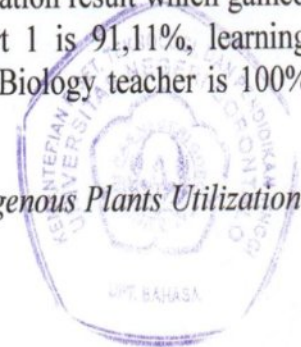 ation result which gained
t 1 is 91,11%, learning
Biology teacher is 100%
genous Plants Utilization
UPT. BAHASA